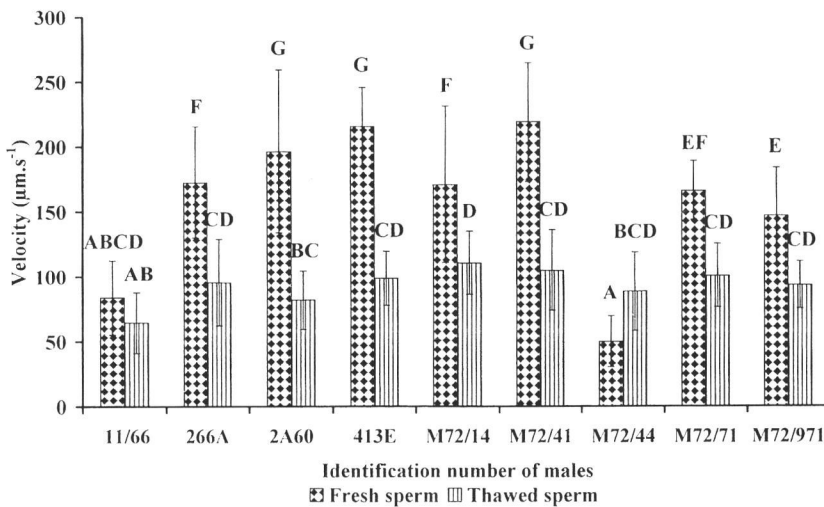 300
250
200
150
100
50
0
Velocity (µm.s⁻¹)
ABCD
AB
F
CD
G
BC
G
CD
F
D
G
CD
A
BCD
EF
CD
E
CD
11/66 266A 2A60 413E M72/14 M72/41 M72/44 M72/71 M72/971
Identification number of males
Fresh sperm Thawed sperm